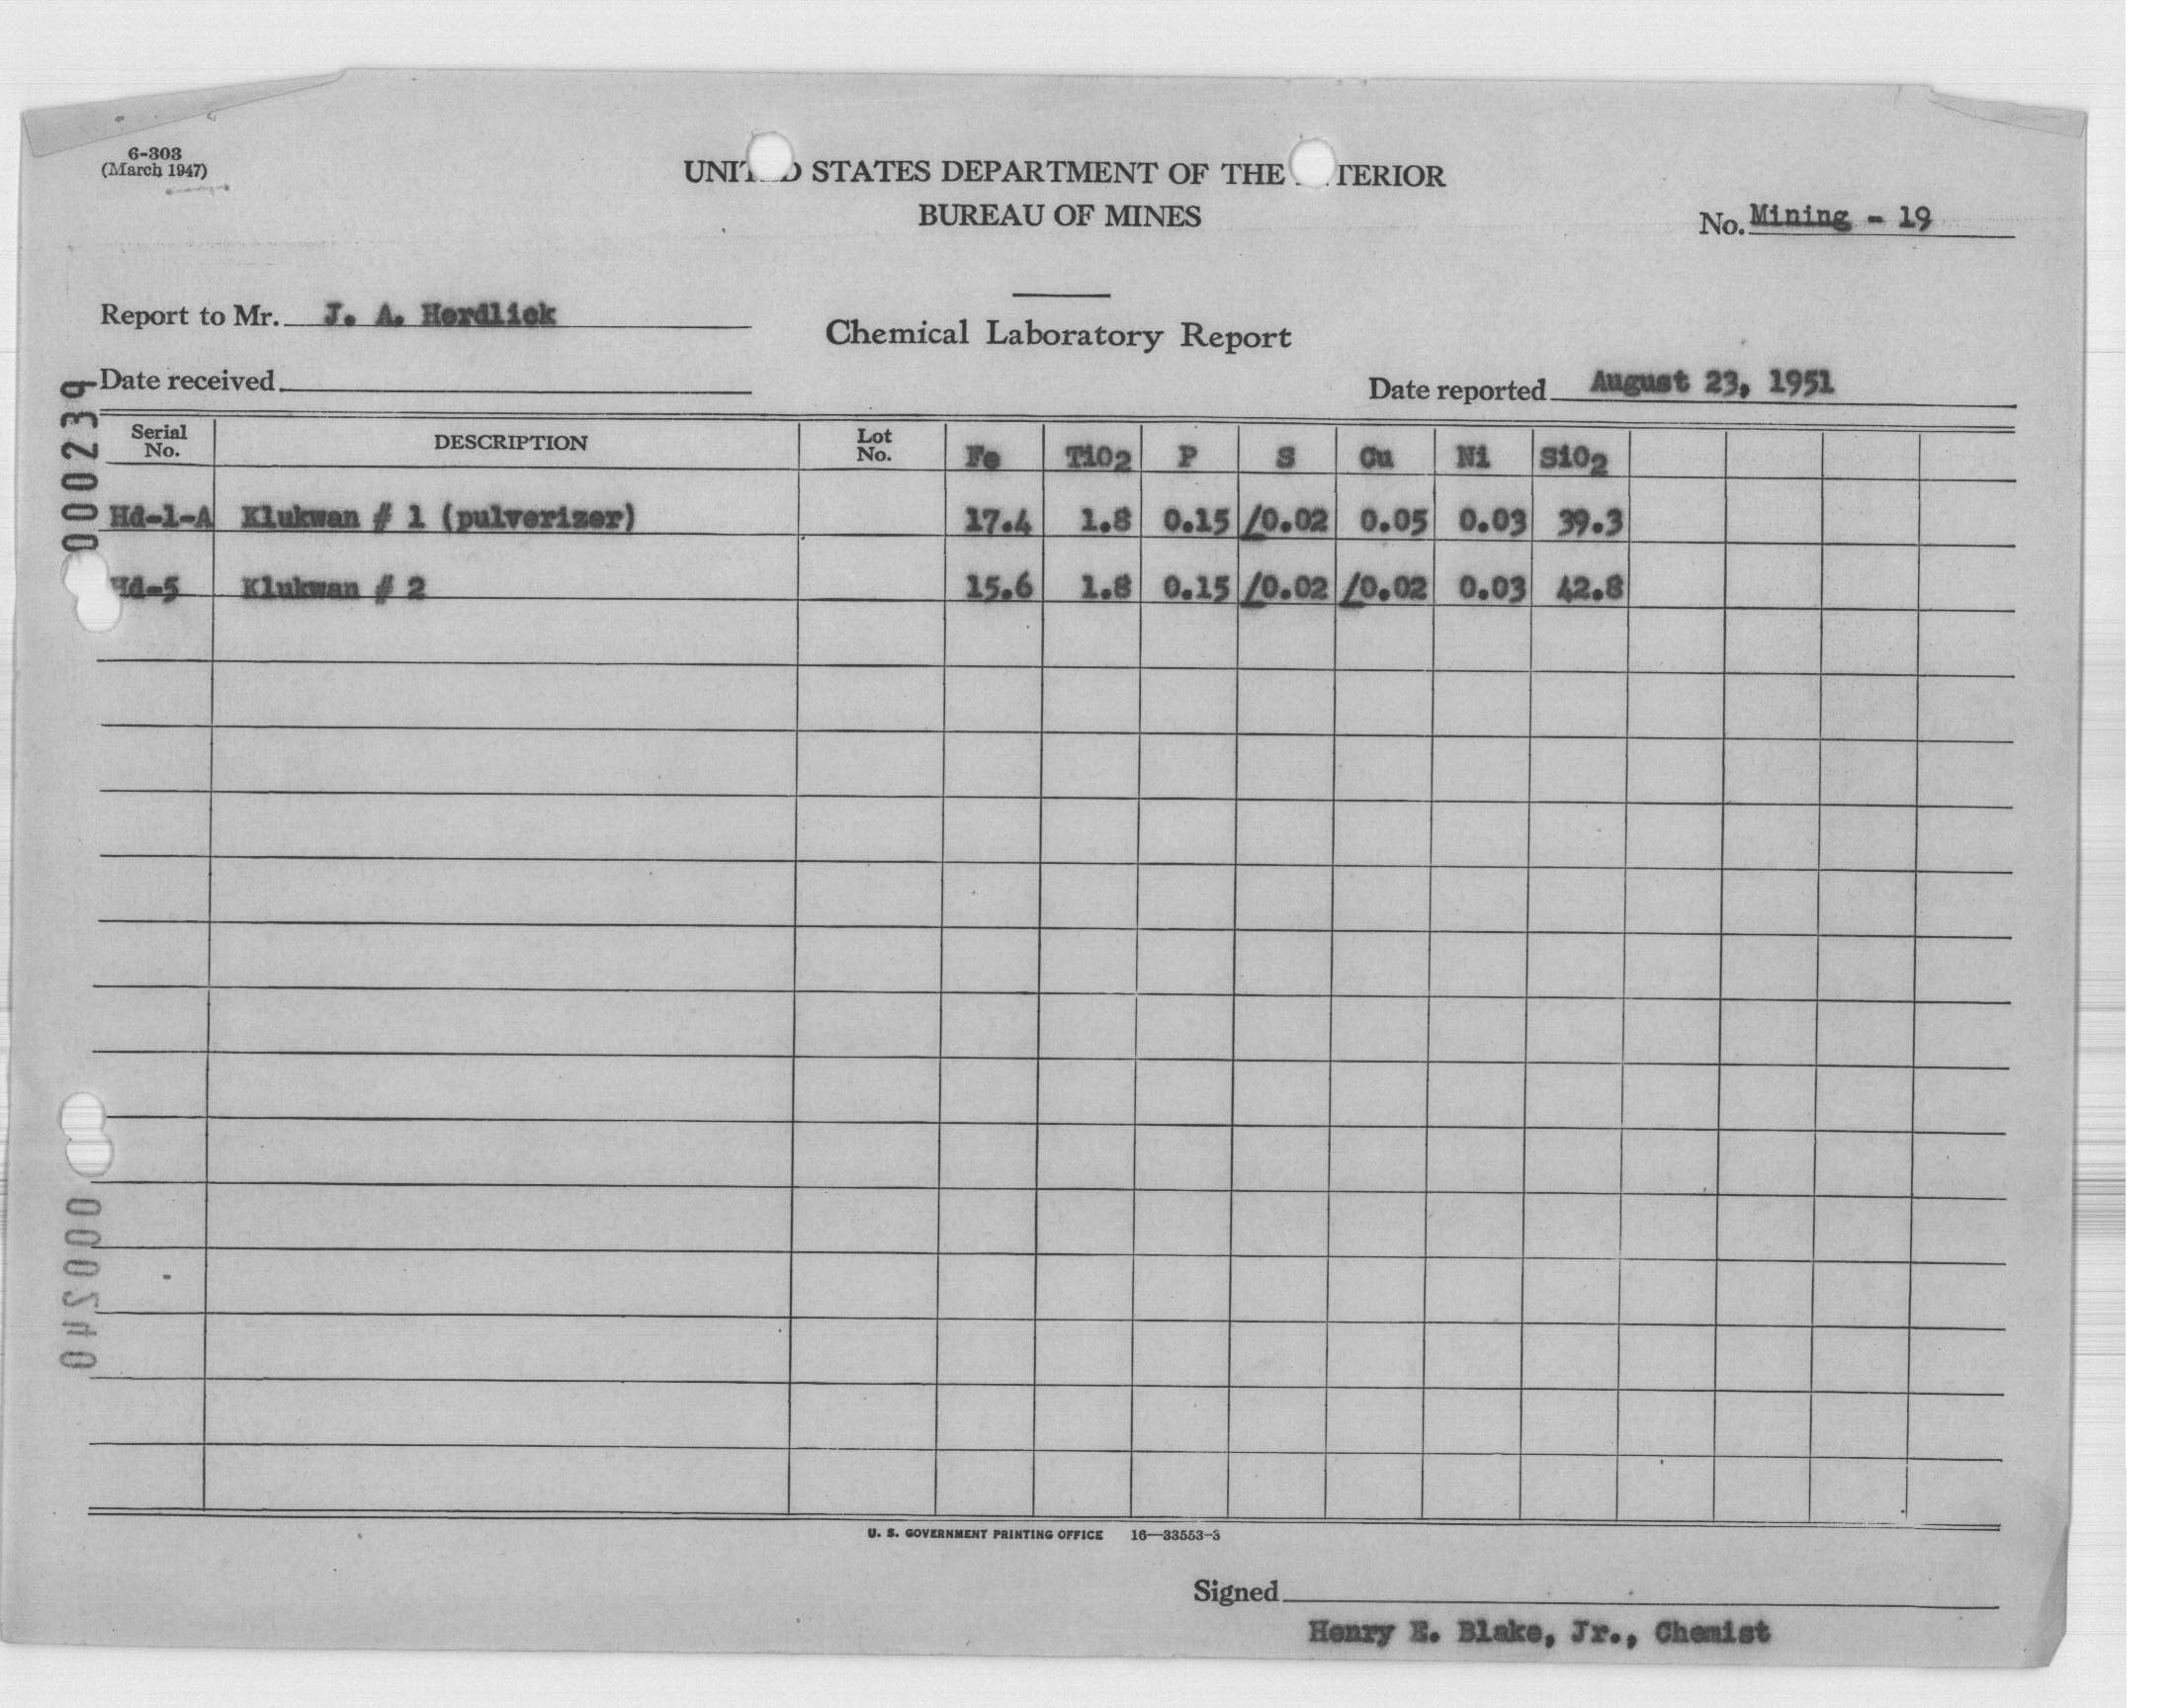 6-303
(March 1947)
UNI D STATES DEPARTMENT OF THE TERIOR
BUREAU OF MINES
No. Mining - 19
Report to Mr. J. A. Herdlick
Chemical Laboratory Report
Date received
Date reported August 23, 1951
000239
Serial No. DESCRIPTION Lot No. Fe TiO2 P S Cu Ni SiO2
Hd-1-A Klukwan # 1 (pulverizer) 17.4 1.8 0.15 /0.02 0.05 0.03 39.3
Hd-5 Klukwan # 2 15.6 1.8 0.15 /0.02 /0.02 0.03 42.8
000240
U. S. GOVERNMENT PRINTING OFFICE 16—33553-3
Signed
Henry E. Blake, Jr., Chemist